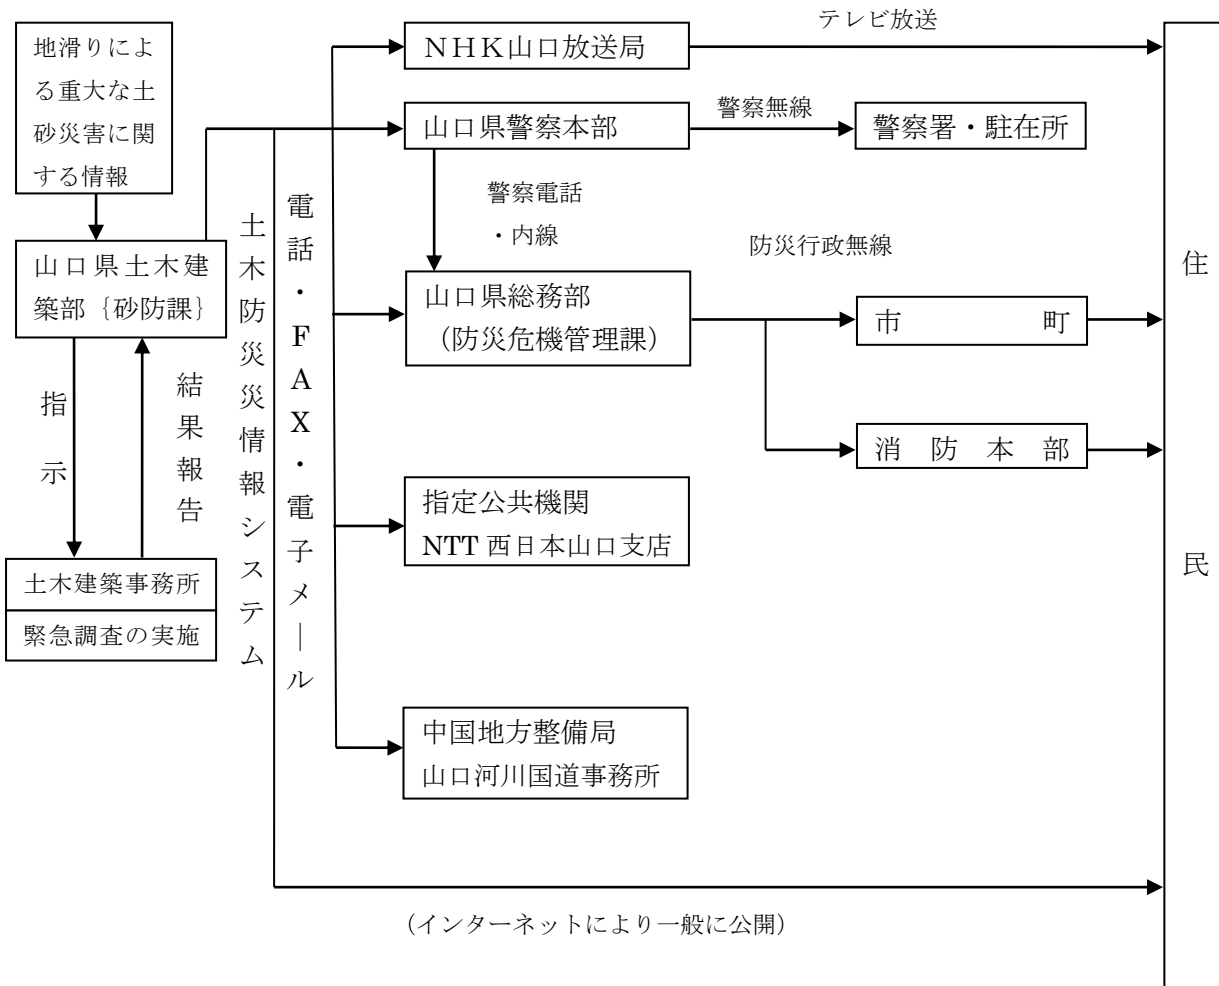 テレビ放送
地滑りによ
る重大な土
砂災害に関
する情報
NHK山口放送局
警察無線
山口県警察本部
警察署・駐在所
警察電話
・内線
山口県土木建
築部{砂防課}
土木防災災情報システム
電話・FAX・電子メール
防災行政無線
山口県総務部
(防災危機管理課)
市　　町
消防本部
住民
指示
結果報告
指定公共機関
NTT 西日本山口支店
土木建築事務所
緊急調査の実施
中国地方整備局
山口河川国道事務所
(インターネットにより一般に公開)